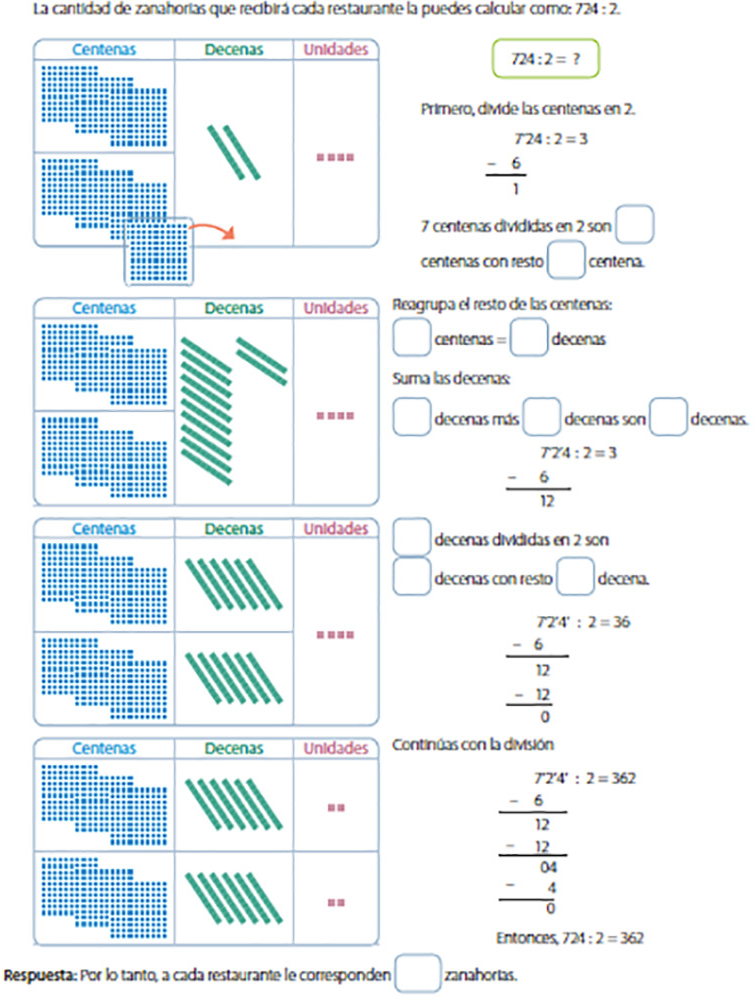 La cantidad de zanahorias que recibirá cada restaurante la puedes calcular como: 724 : 2.
Centenas Decenas Unidades
724 : 2 = ?
Primero, divide las centenas en 2.
7'24 : 2 = 3
- 6
1
7 centenas divididas en 2 son
centenas con resto centena.
Centenas Decenas Unidades
Reagrupa el resto de las centenas:
centenas = decenas
Suma las decenas:
decenas más decenas son decenas.
7'2'4 : 2 = 3
- 6
12
Centenas Decenas Unidades
decenas divididas en 2 son
decenas con resto decena.
7'2'4' : 2 = 36
- 6
12
- 12
0
Centenas Decenas Unidades
Continúas con la división
7'2'4' : 2 = 362
- 6
12
- 12
04
- 4
0
Entonces, 724 : 2 = 362
Respuesta: Por lo tanto, a cada restaurante le corresponden zanahorias.